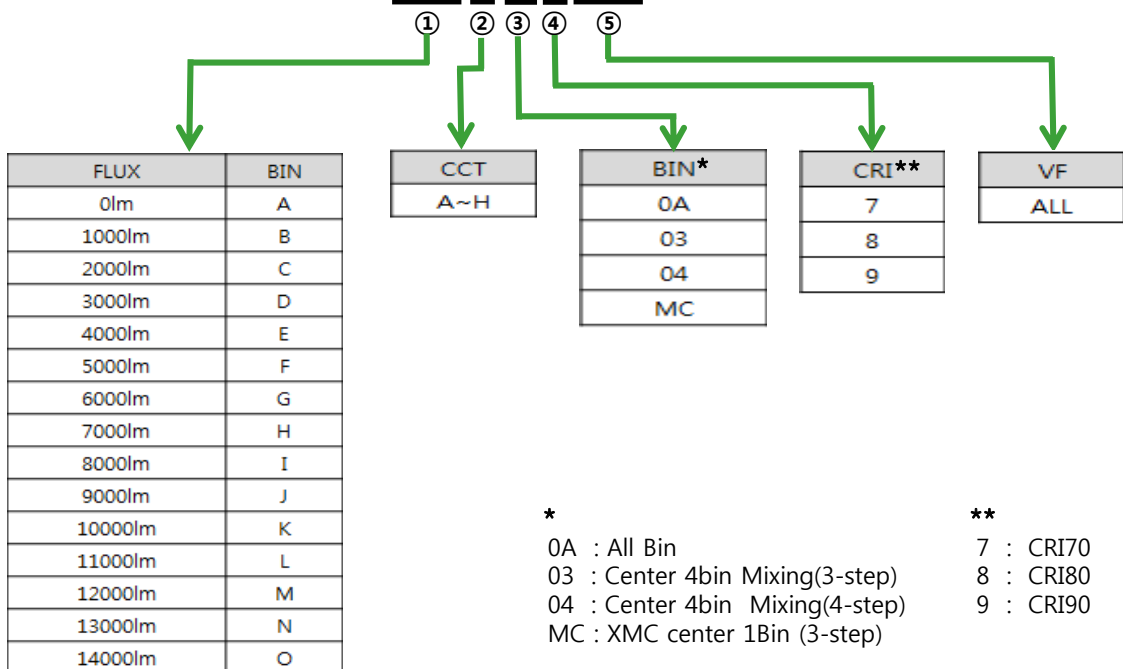 ① ② ③ ④ ⑤
FLUX BIN
0lm A
1000lm B
2000lm C
3000lm D
4000lm E
5000lm F
6000lm G
7000lm H
8000lm I
9000lm J
10000lm K
11000lm L
12000lm M
13000lm N
14000lm O
CCT
A~H
BIN*
0A
03
04
MC
CRI**
7
8
9
VF
ALL
*
0A : All Bin
03 : Center 4bin Mixing(3-step)
04 : Center 4bin Mixing(4-step)
MC : XMC center 1Bin (3-step)
**
7 : CRI70
8 : CRI80
9 : CRI90